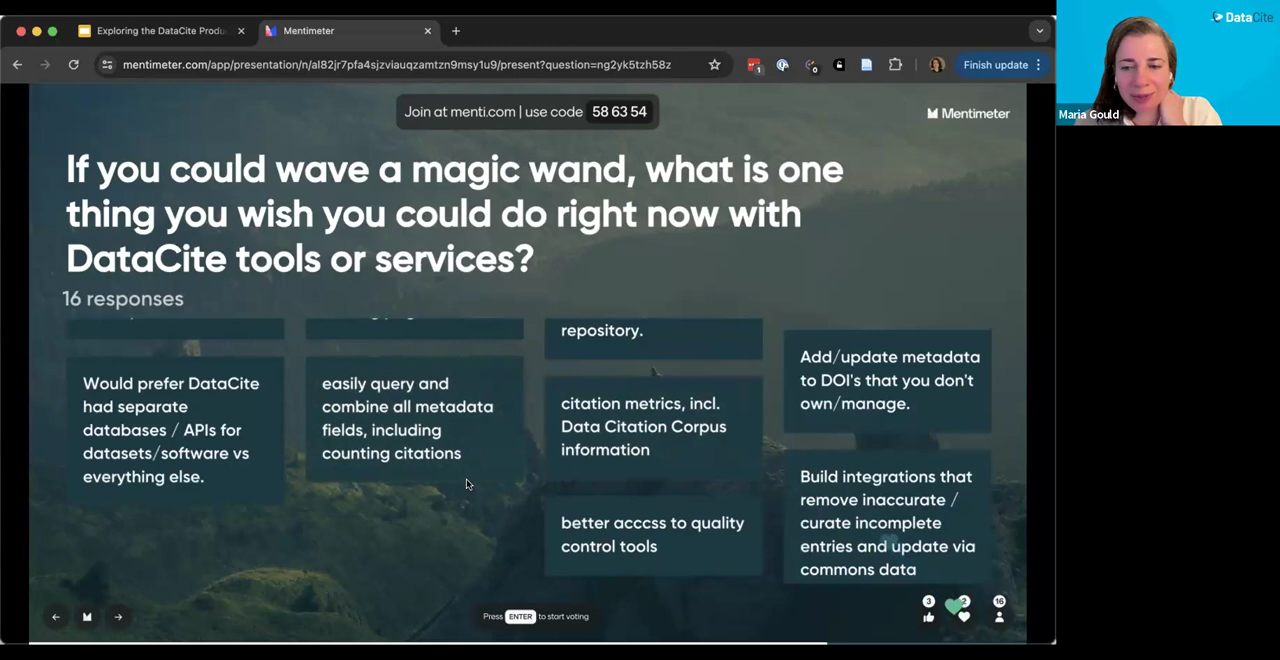 Exploring the DataCite Produ
Mentimeter
mentimeter.com/app/presentation/n/al82jr7pfa4sjzviauqzamtzn9msy1u9/present?question=ng2yk5tzh58z
1
0
Finish update
DataCite
Maria Gould
Join at menti.com | use code 58 63 54
Mentimeter
If you could wave a magic wand, what is one
thing you wish you could do right now with
DataCite tools or services?
16 responses
Would prefer DataCite
had separate
databases / APIs for
datasets/software vs
everything else.
easily query and
combine all metadata
fields, including
counting citations
repository.
citation metrics, incl.
Data Citation Corpus
information
better acccss to quality
control tools
Add/update metadata
to DOI's that you don't
own/manage.
Build integrations that
remove inaccurate /
curate incomplete
entries and update via
commons data
Press ENTER to start voting
3
2
16